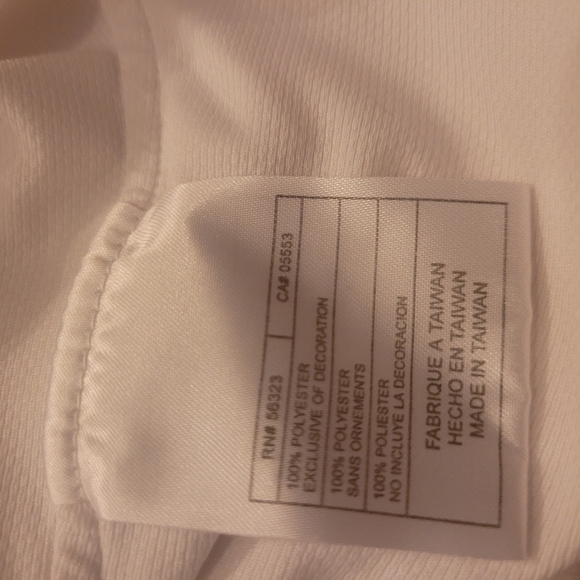 RN# 56323 CA# 05553
100% POLYESTER
EXCLUSIVE OF DECORATION
100% POLYESTER
SANS ORNEMENTS
100% POLIESTER
NO INCLUYE LA DECORACION
FABRIQUE A TAIWAN
HECHO EN TAIWAN
MADE IN TAIWAN